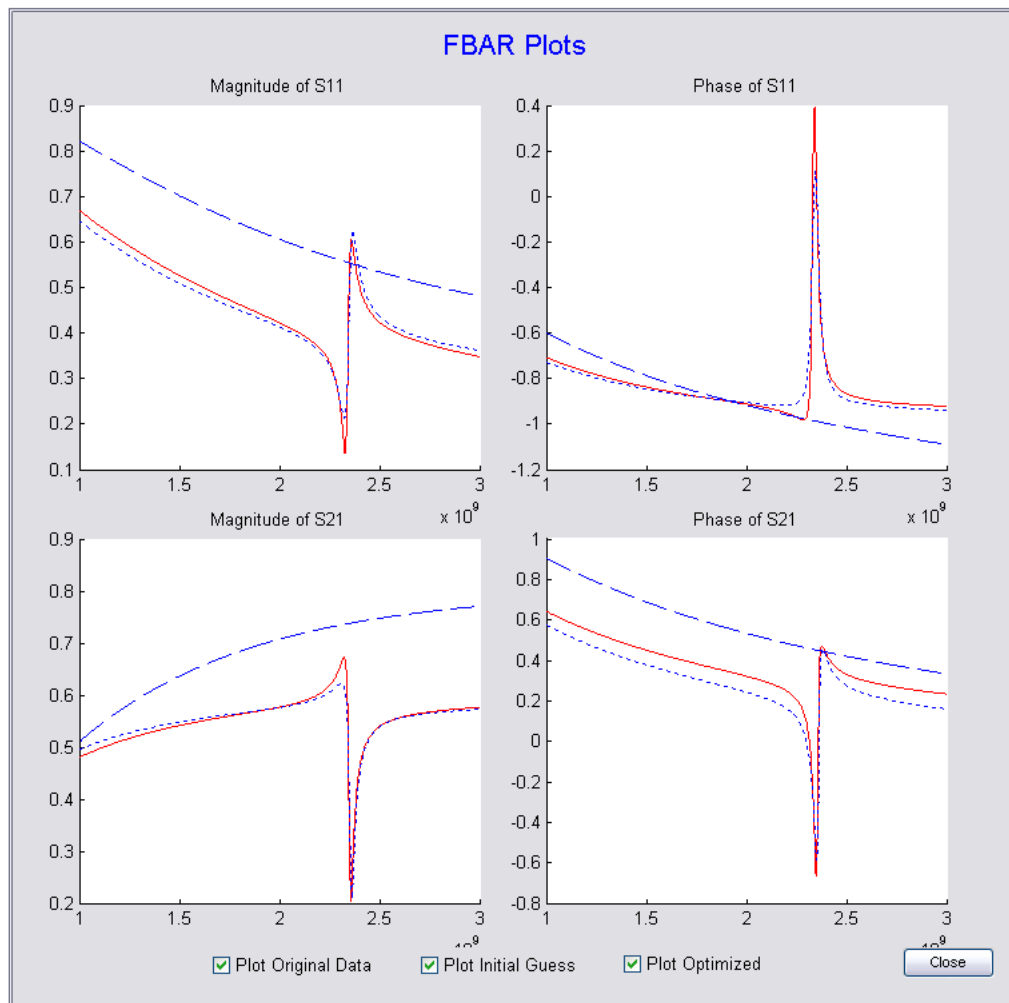 FBAR Plots
Magnitude of S11
0.9
0.8
0.7
0.6
0.5
0.4
0.3
0.2
0.1
1 1.5 2 2.5 3
x 10^9
Phase of S11
0.4
0.2
0
-0.2
-0.4
-0.6
-0.8
-1
-1.2
1 1.5 2 2.5 3
x 10^9
Magnitude of S21
0.9
0.8
0.7
0.6
0.5
0.4
0.3
0.2
1 1.5 2 2.5 3
Phase of S21
1
0.8
0.6
0.4
0.2
0
-0.2
-0.4
-0.6
-0.8
1 1.5 2 2.5 3
Plot Original Data
Plot Initial Guess
Plot Optimized
Close